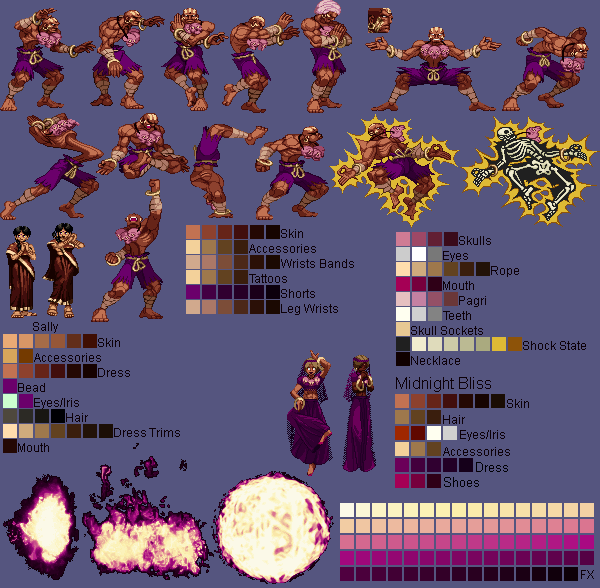 Skin
Accessories
Wrists Bands
Tattoos
Shorts
Leg Wrists
Skulls
Eyes
Rope
Mouth
Pagri
Teeth
Skull Sockets
Shock State
Necklace
Sally
Skin
Accessories
Dress
Bead
Eyes/Iris
Hair
Dress Trims
Mouth
Midnight Bliss
Skin
Hair
Eyes/Iris
Accessories
Dress
Shoes
FX